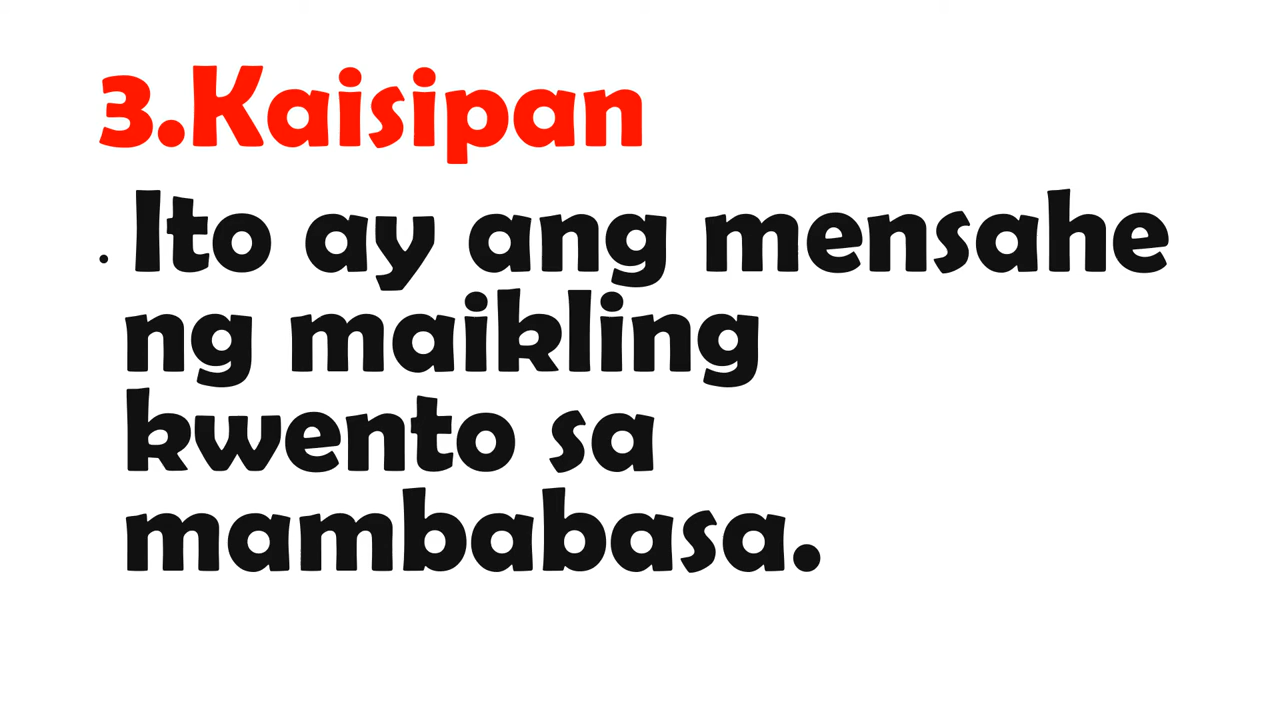 3.Kaisipan
• Ito ay ang mensahe
ng maikling
kwento sa
mambabasa.